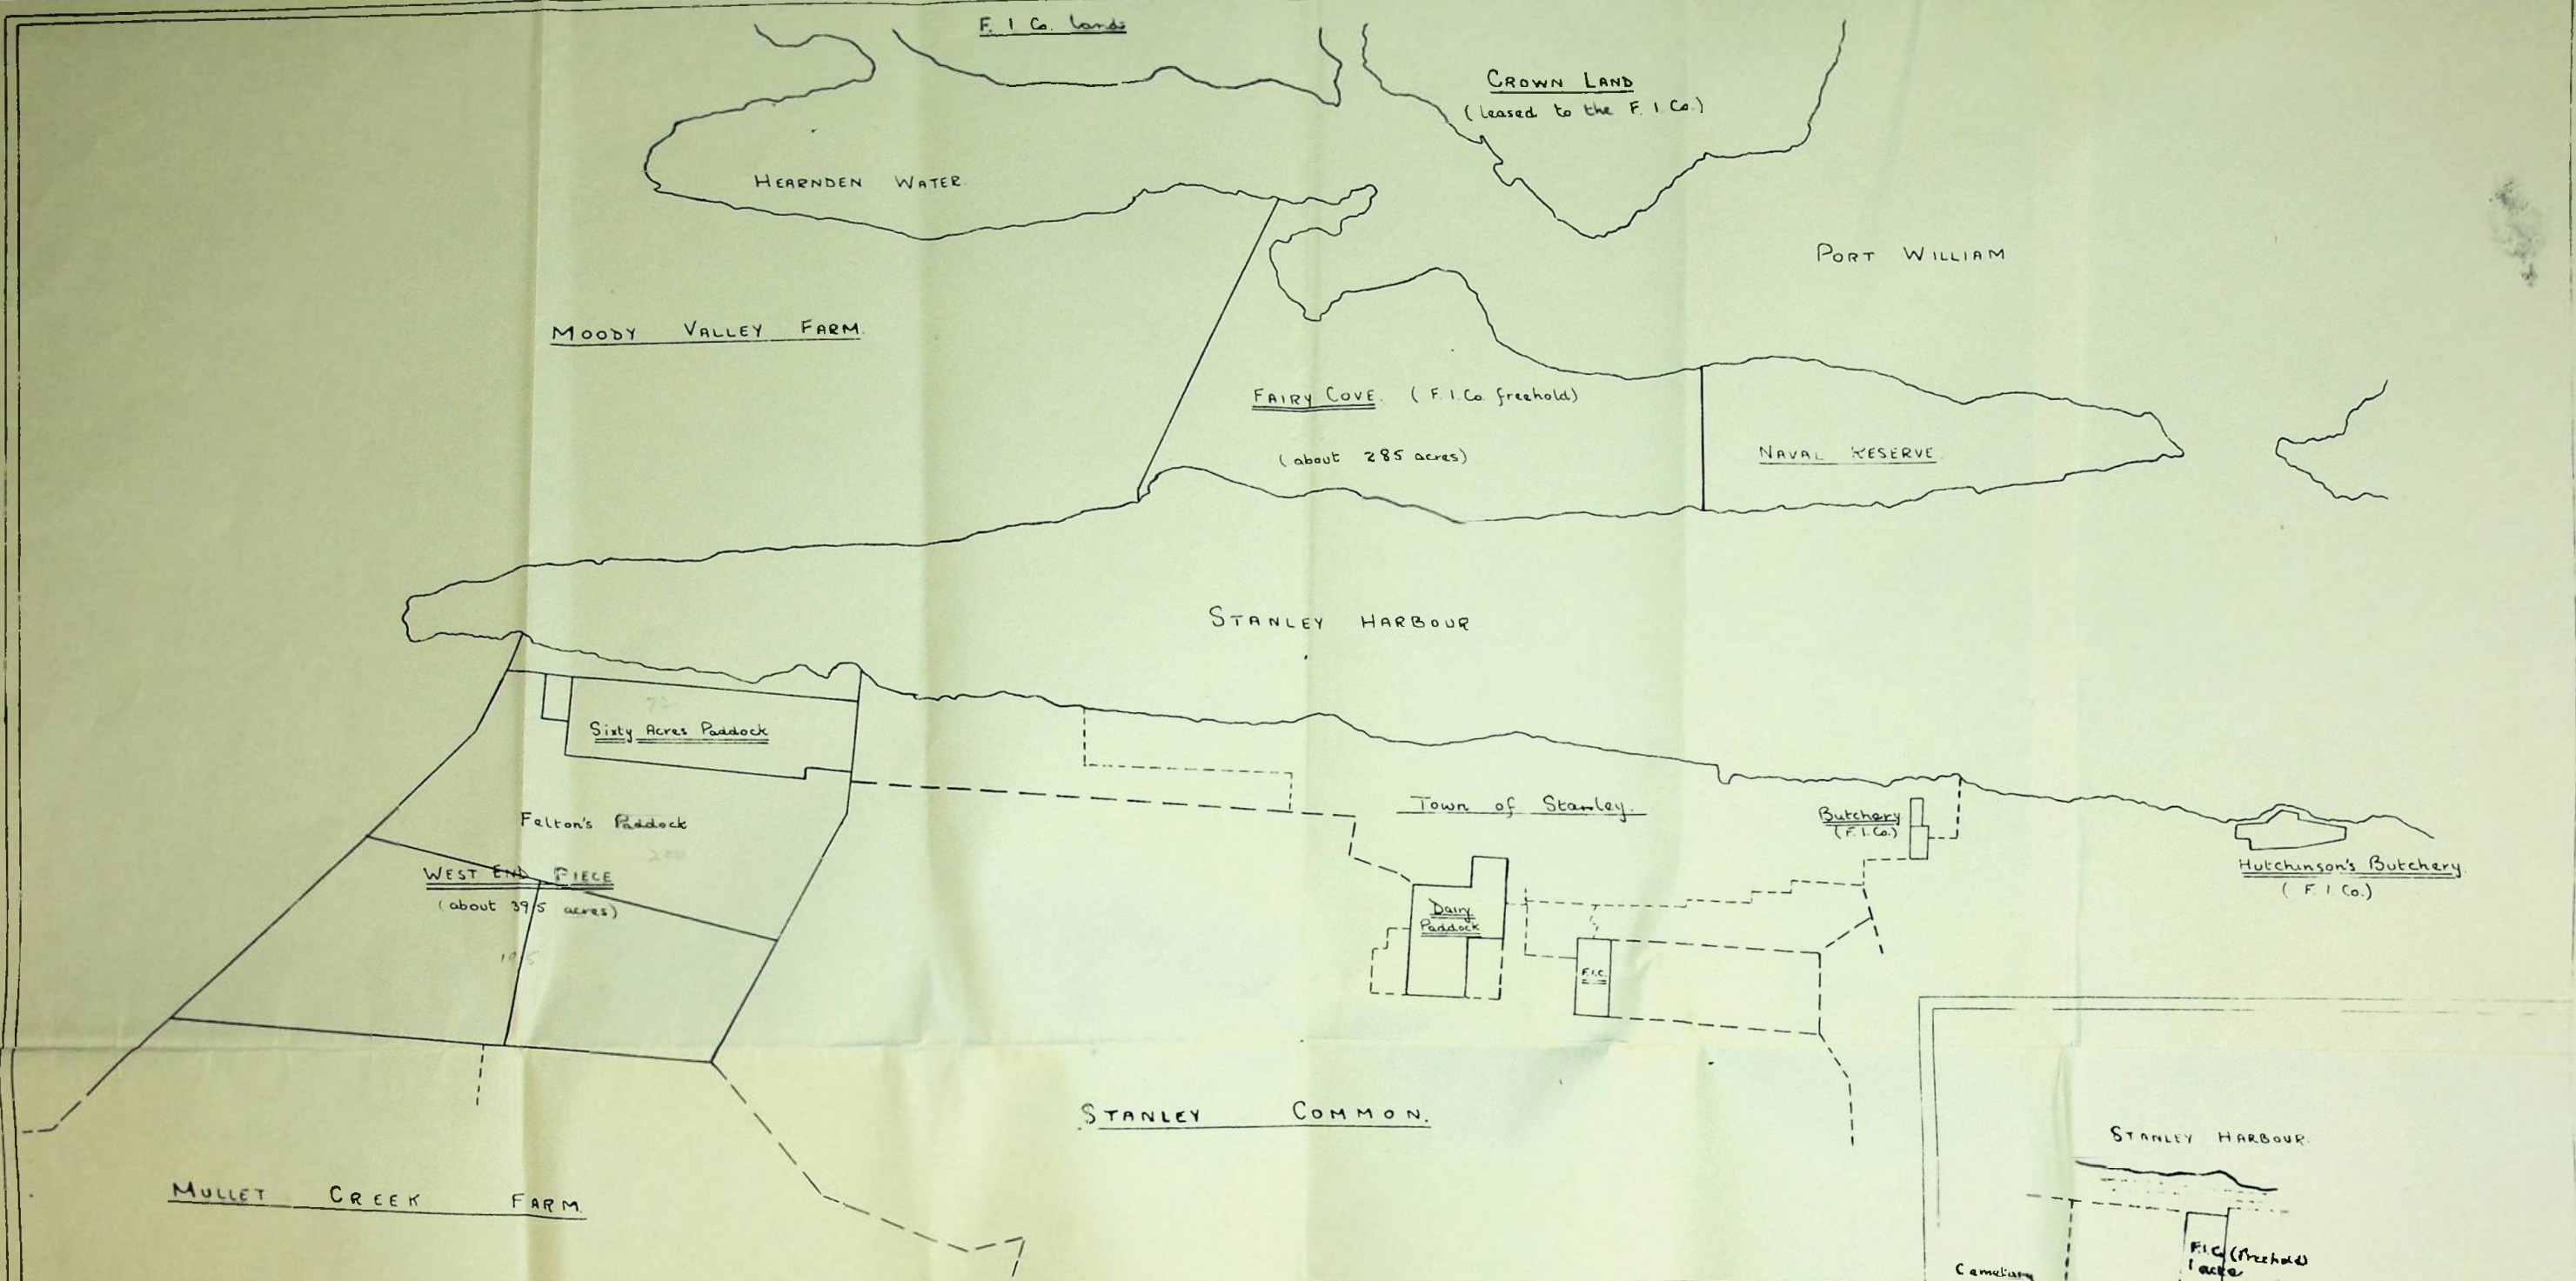 F. I Co. Lands
CROWN LAND
(leased to the F. I. Co.)
HEARNDEN WATER.
PORT WILLIAM
MOODY VALLEY FARM.
FAIRY COVE. (F. I. Co. freehold)
(about 285 acres)
NAVAL RESERVE.
STANLEY HARBOUR
72
Sixty Acres Paddock
Felton's Paddock
WEST END PIECE
(about 395 acres)
195
Town of Stanley.
Butchery
(F. I. Co.)
Hutchinson's Butchery.
(F. I Co.)
Dairy
Paddock
F.I.C.
STANLEY COMMON.
MULLET CREEK FARM.
STANLEY HARBOUR.
F.I.C. (Freehold)
1 acre
Cemetery